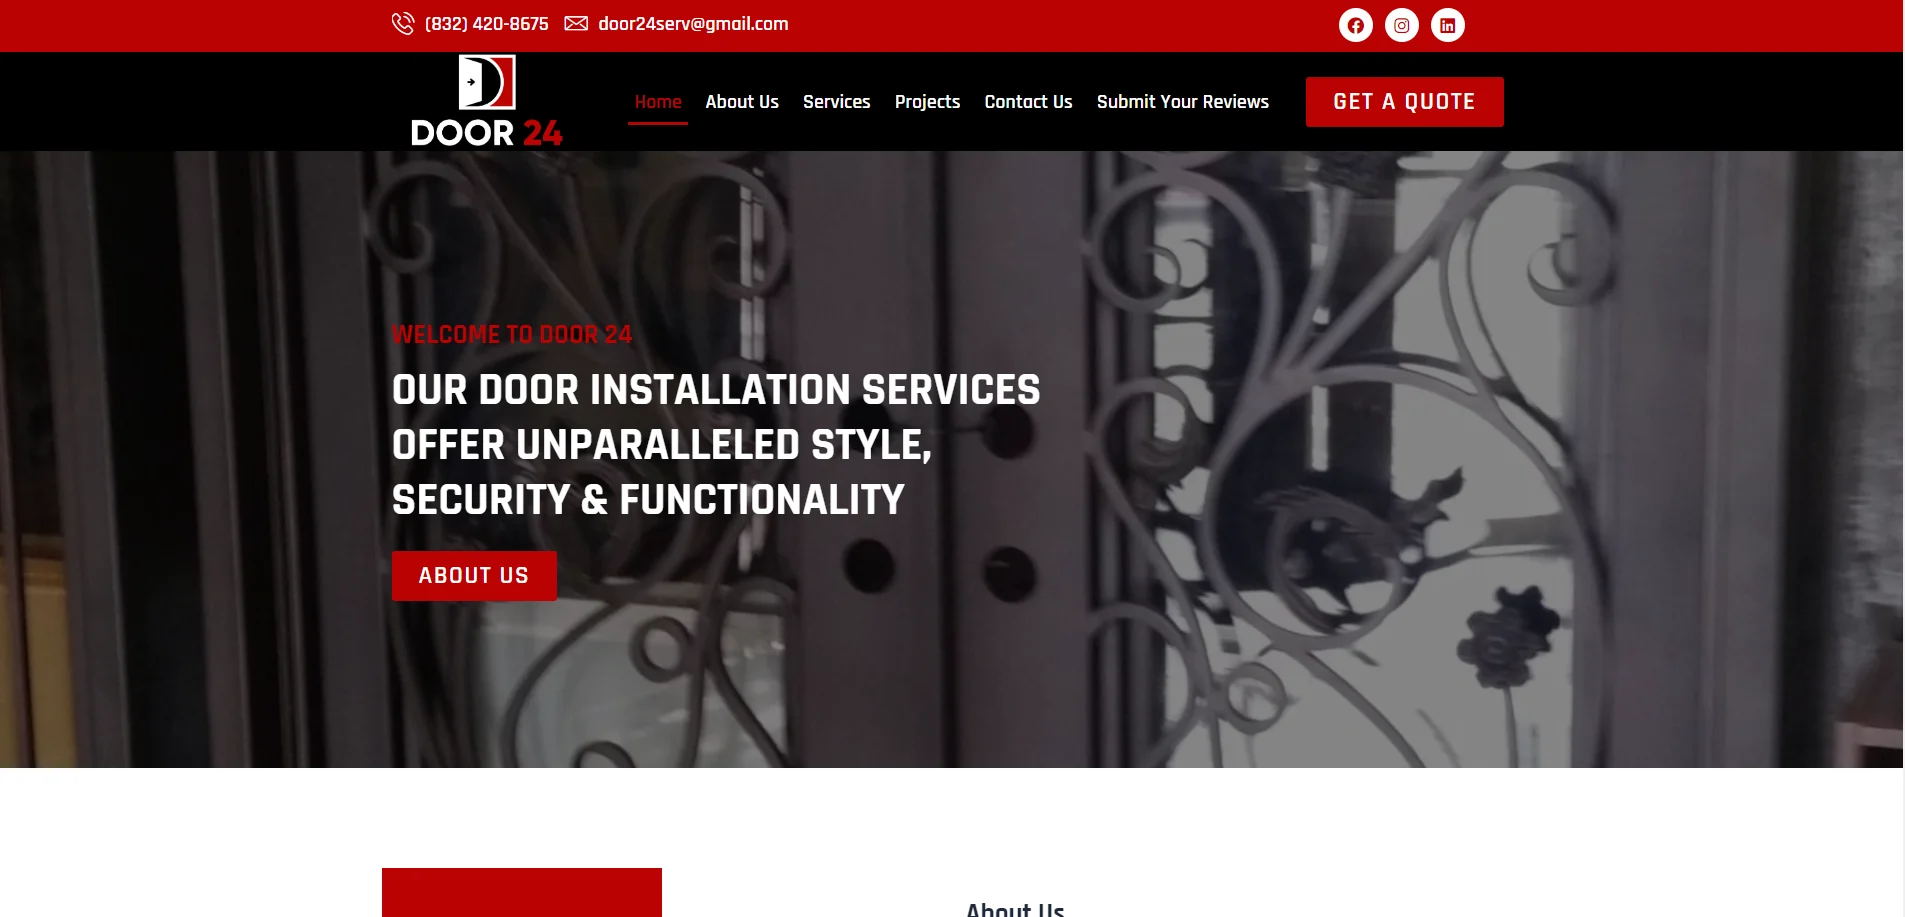 (832) 420-8675 door24serv@gmail.com
DOOR 24
Home About Us Services Projects Contact Us Submit Your Reviews GET A QUOTE
WELCOME TO DOOR 24
OUR DOOR INSTALLATION SERVICES
OFFER UNPARALLELED STYLE,
SECURITY & FUNCTIONALITY
ABOUT US
About Us